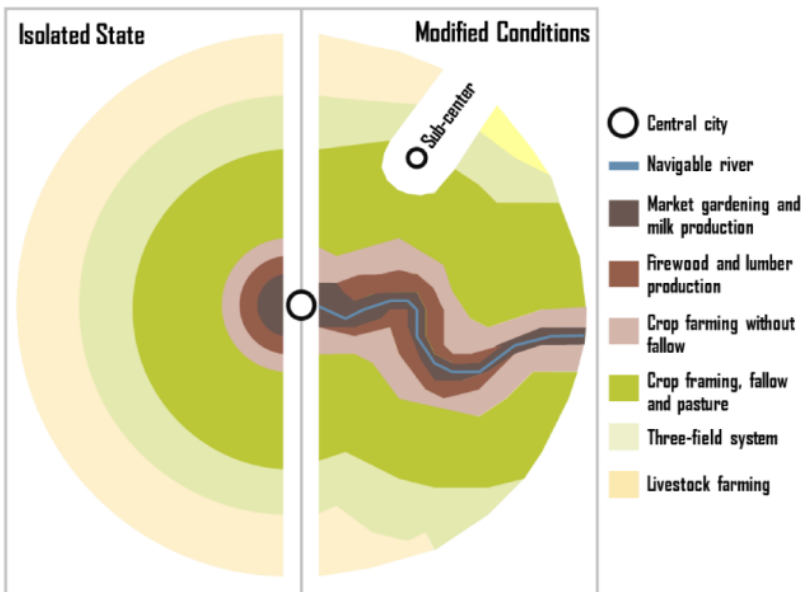 Isolated State
Modified Conditions
Sub-center
Central city
Navigable river
Market gardening and
milk production
Firewood and lumber
production
Crop farming without
fallow
Crop framing, fallow
and pasture
Three-field system
Livestock farming